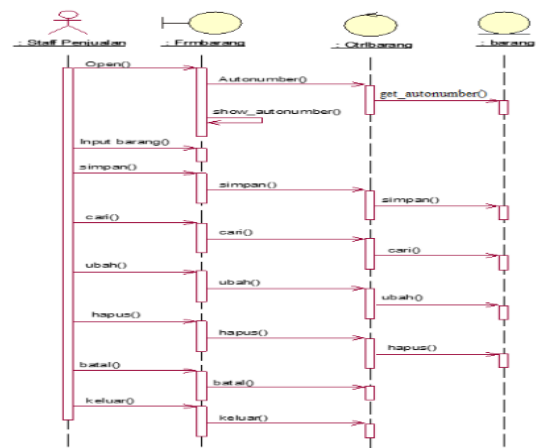 : Staff Penjualan
: Frmbarang
: Ctrlbarang
: barang
Open()
Autonumber()
get_autonumber()
show_autonumber()
Input barang()
simpan()
simpan()
simpan()
cari()
cari()
cari()
ubah()
ubah()
ubah()
hapus()
hapus()
hapus()
batal()
batal()
keluar()
keluar()